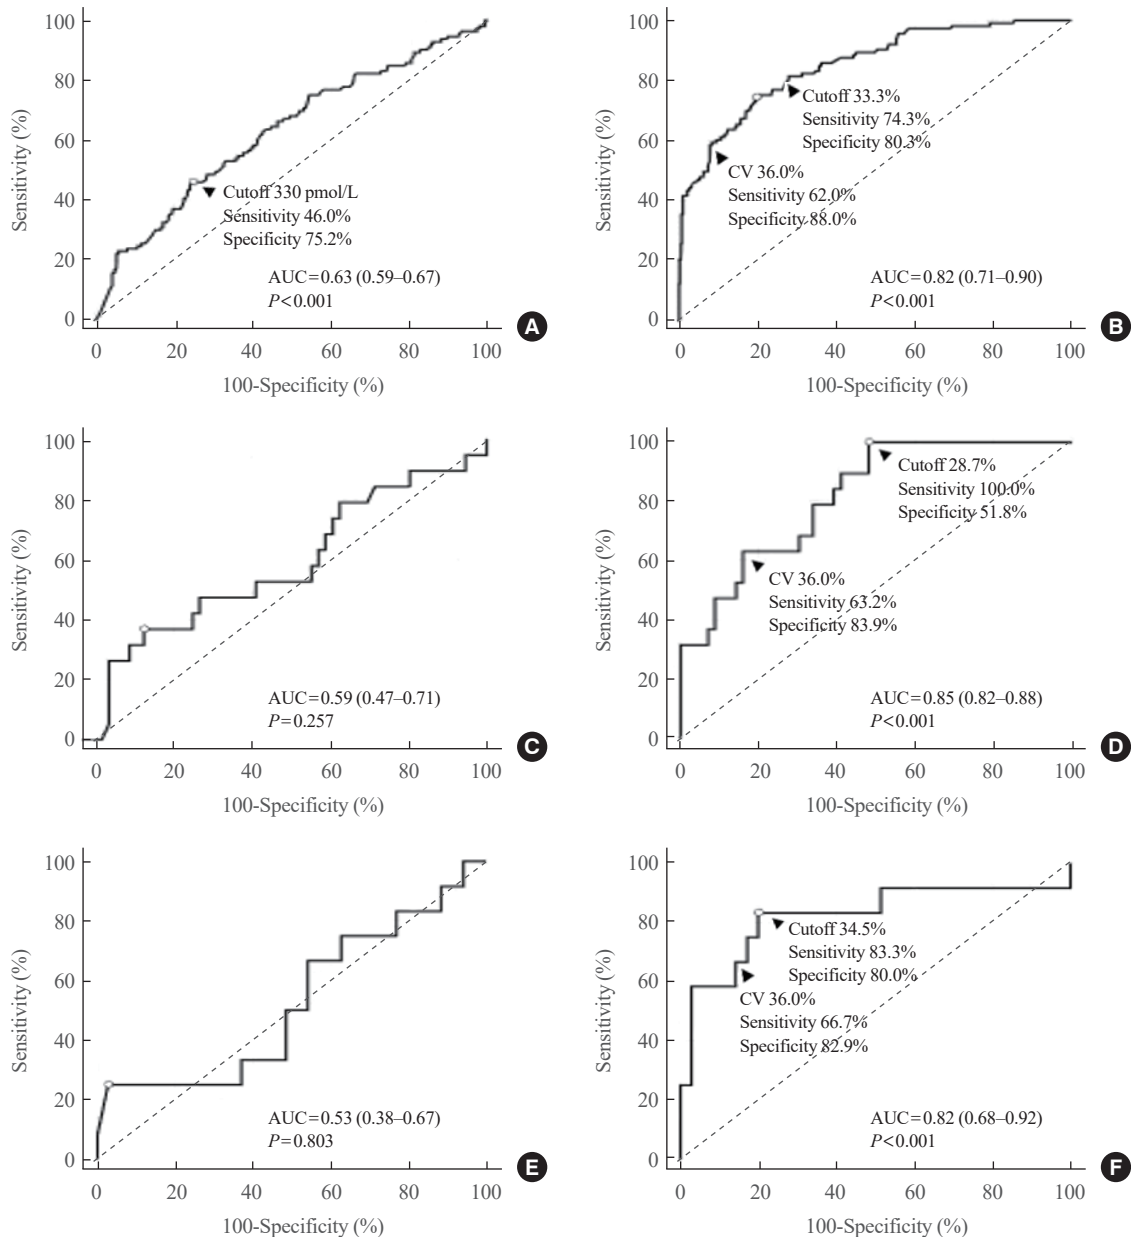 100
80
60
40
20
0
Sensitivity (%)
Cutoff 330 pmol/L
Sensitivity 46.0%
Specificity 75.2%
AUC=0.63 (0.59–0.67)
P<0.001
A
0 20 40 60 80 100
100-Specificity (%)
100
80
60
40
20
0
Sensitivity (%)
Cutoff 33.3%
Sensitivity 74.3%
Specificity 80.3%
CV 36.0%
Sensitivity 62.0%
Specificity 88.0%
AUC=0.82 (0.71–0.90)
P<0.001
B
0 20 40 60 80 100
100-Specificity (%)
100
80
60
40
20
0
Sensitivity (%)
AUC=0.59 (0.47–0.71)
P=0.257
C
0 20 40 60 80 100
100-Specificity (%)
100
80
60
40
20
0
Sensitivity (%)
Cutoff 28.7%
Sensitivity 100.0%
Specificity 51.8%
CV 36.0%
Sensitivity 63.2%
Specificity 83.9%
AUC=0.85 (0.82–0.88)
P<0.001
D
0 20 40 60 80 100
100-Specificity (%)
100
80
60
40
20
0
Sensitivity (%)
AUC=0.53 (0.38–0.67)
P=0.803
E
0 20 40 60 80 100
100-Specificity (%)
100
80
60
40
20
0
Sensitivity (%)
Cutoff 34.5%
Sensitivity 83.3%
Specificity 80.0%
CV 36.0%
Sensitivity 66.7%
Specificity 82.9%
AUC=0.82 (0.68–0.92)
P<0.001
F
0 20 40 60 80 100
100-Specificity (%)